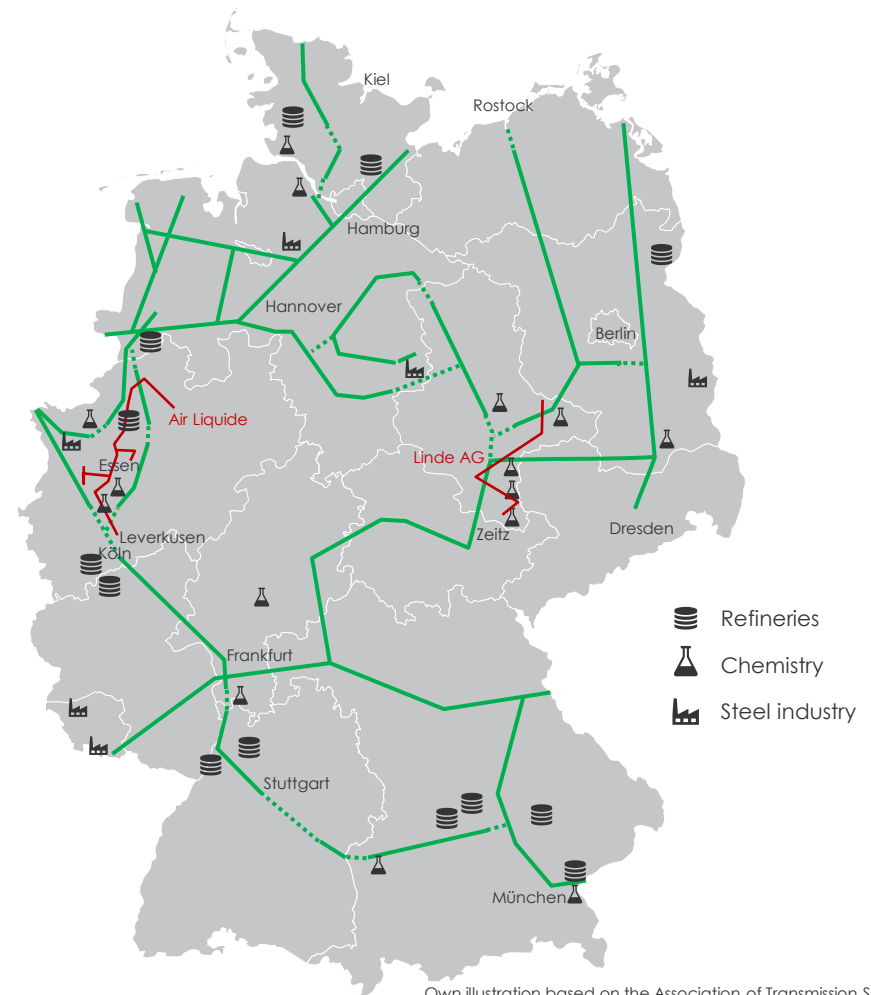 Kiel
Rostock
Hamburg
Hannover
Berlin
Air Liquide
Essen
Linde AG
Leverkusen
Köln
Zeitz
Dresden
Refineries
Frankfurt
Chemistry
Steel industry
Stuttgart
München
Own illustration based on the Association of Transmission S